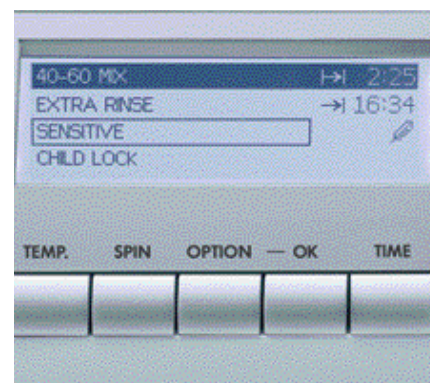 40-60 MIX 2:25
EXTRA RINSE 16:34
SENSITIVE
CHILD LOCK
TEMP. SPIN OPTION — OK TIME